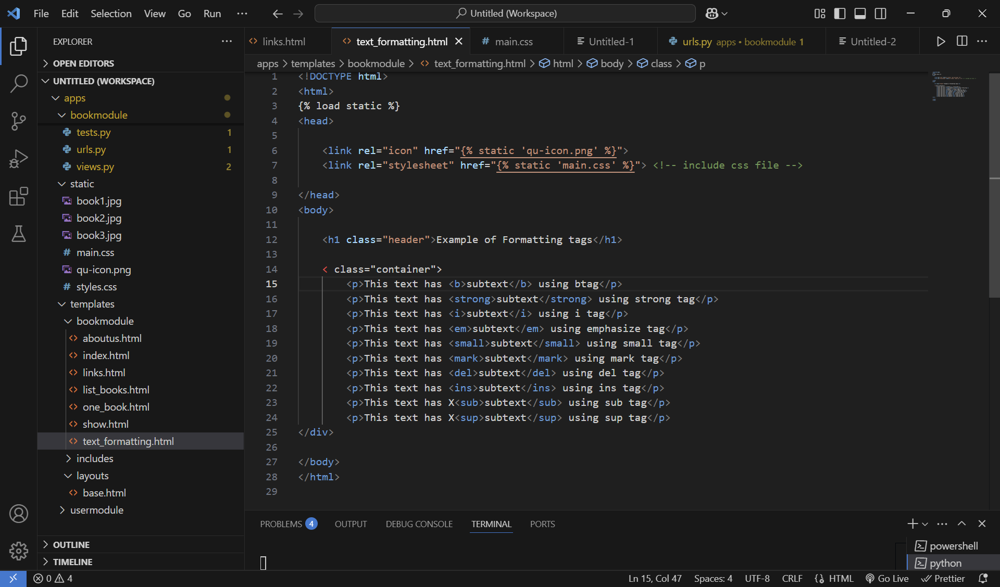 File Edit Selection View Go Run ··· Untitled (Workspace)
EXPLORER ···
OPEN EDITORS
UNTITLED (WORKSPACE)
apps
bookmodule
tests.py 1
urls.py 1
views.py 2
static
book1.jpg
book2.jpg
book3.jpg
main.css
qu-icon.png
styles.css
templates
bookmodule
aboutus.html
index.html
links.html
list_books.html
one_book.html
show.html
text_formatting.html
includes
layouts
base.html
usermodule
OUTLINE
TIMELINE
links.html text_formatting.html main.css Untitled-1 urls.py apps • bookmodule 1 Untitled-2
apps > templates > bookmodule > text_formatting.html > html > body > class > p
1 <!DOCTYPE html>
2 <html>
3 {% load static %}
4 <head>
5
6 <link rel="icon" href="{% static 'qu-icon.png' %}">
7 <link rel="stylesheet" href="{% static 'main.css' %}"> <!-- include css file -->
8
9 </head>
10 <body>
11
12 <h1 class="header">Example of Formatting tags</h1>
13
14 < class="container">
15 <p>This text has <b>subtext</b> using btag</p>
16 <p>This text has <strong>subtext</strong> using strong tag</p>
17 <p>This text has <i>subtext</i> using i tag</p>
18 <p>This text has <em>subtext</em> using emphasize tag</p>
19 <p>This text has <small>subtext</small> using small tag</p>
20 <p>This text has <mark>subtext</mark> using mark tag</p>
21 <p>This text has <del>subtext</del> using del tag</p>
22 <p>This text has <ins>subtext</ins> using ins tag</p>
23 <p>This text has X<sub>subtext</sub> using sub tag</p>
24 <p>This text has X<sup>subtext</sup> using sup tag</p>
25 </div>
26
27 </body>
28 </html>
29
PROBLEMS 4 OUTPUT DEBUG CONSOLE TERMINAL PORTS
powershell
python
0 4 Ln 15, Col 47 Spaces: 4 UTF-8 CRLF HTML Go Live Prettier